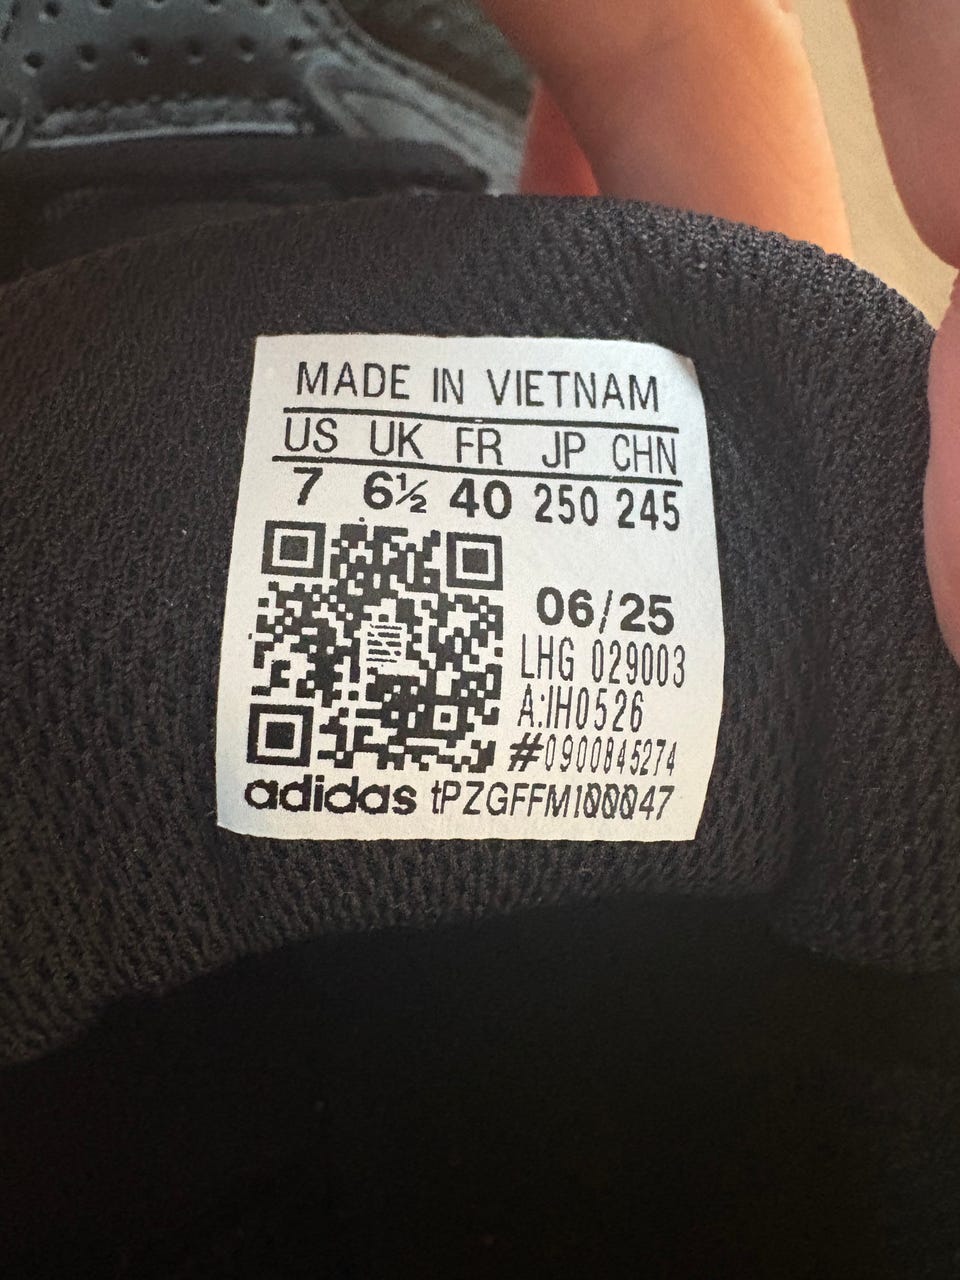 MADE IN VIETNAM
US UK FR JP CHN
7 6½ 40 250 245
06/25
LHG 029003
A:IH0526
#0900845274
adidas tPZGFFM100047